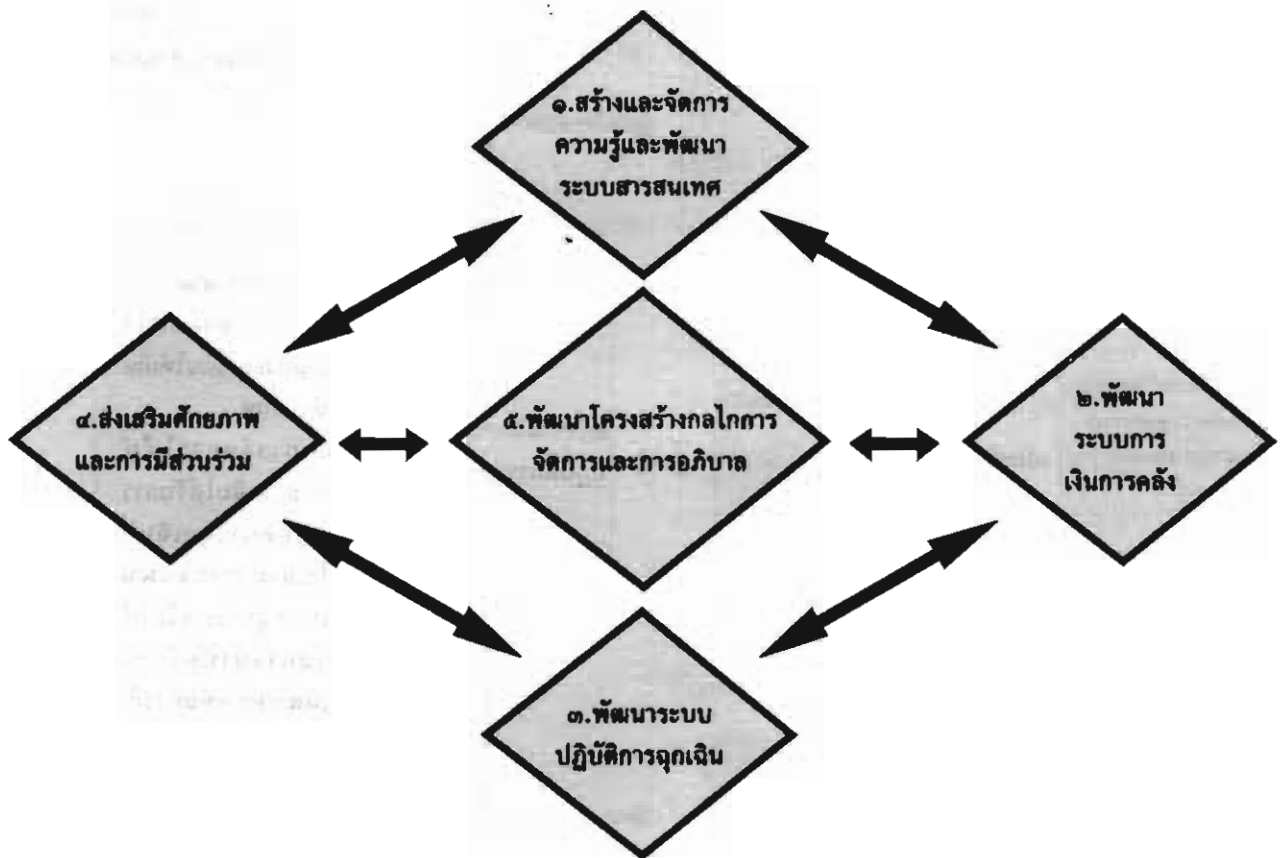 ๑.สร้างและจัดการ
ความรู้และพัฒนา
ระบบสารสนเทศ
๔.ส่งเสริมศักยภาพ
และการมีส่วนร่วม
๕.พัฒนาโครงสร้างกลไกการ
จัดการและการอภิบาล
๒.พัฒนา
ระบบการ
เงินการคลัง
๓.พัฒนาระบบ
ปฏิบัติการฉุกเฉิน